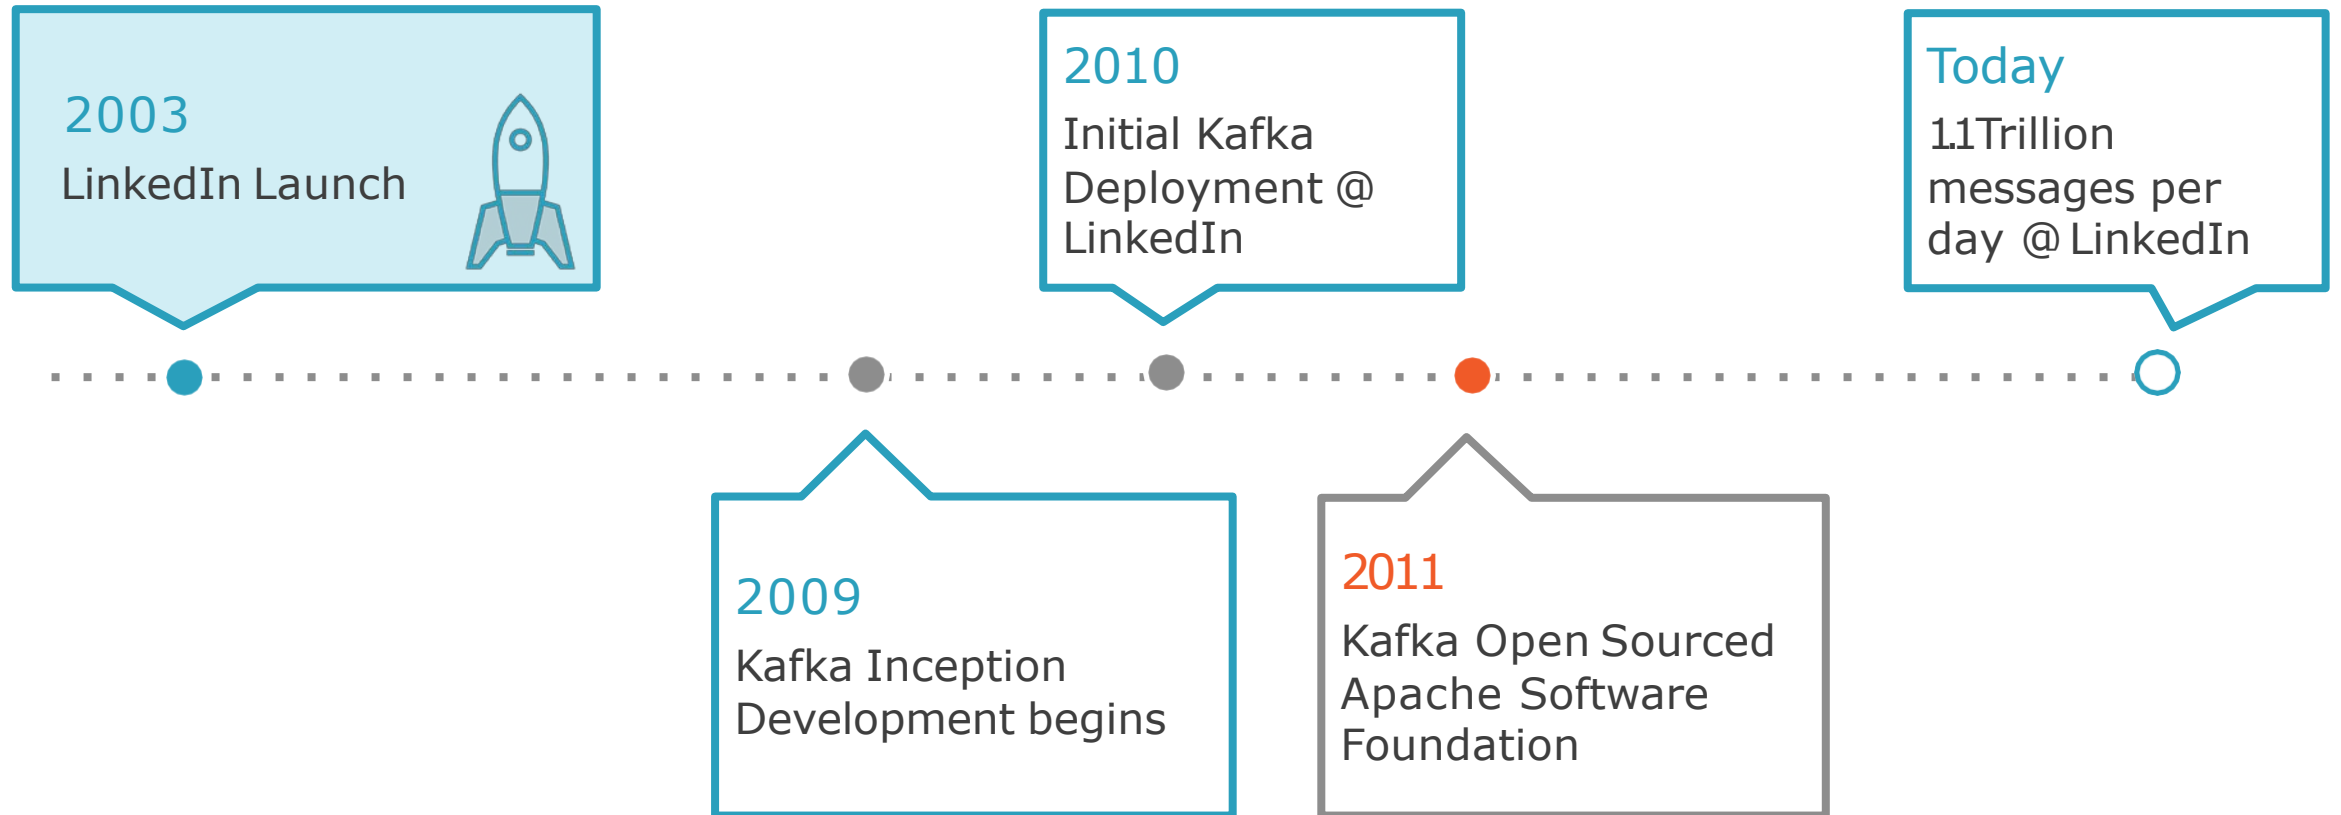 2003
LinkedIn Launch
2010
Initial Kafka
Deployment @
LinkedIn
Today
1.1Trillion
messages per
day @ LinkedIn
2009
Kafka Inception
Development begins
2011
Kafka Open Sourced
Apache Software
Foundation